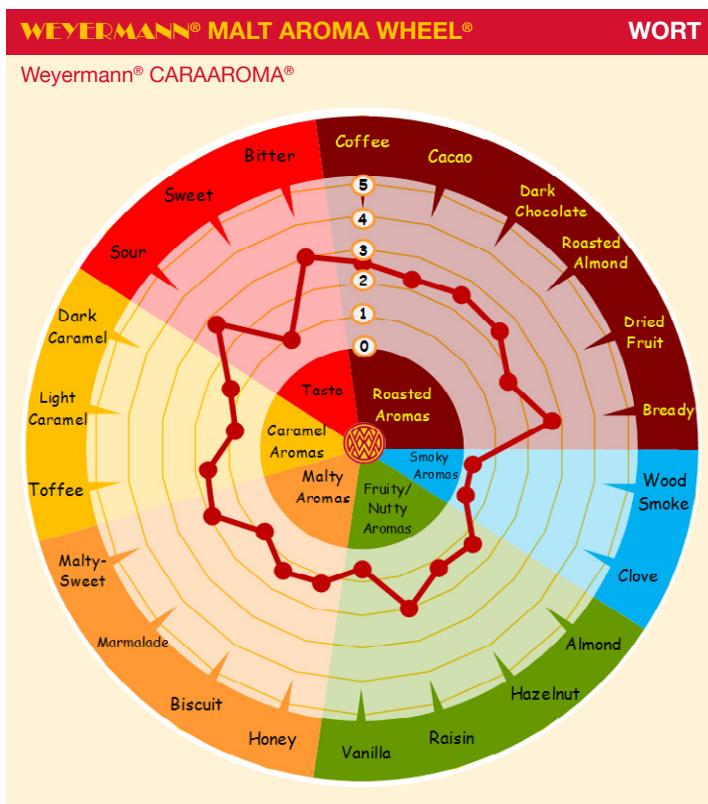 WEYERMANN® MALT AROMA WHEEL® WORT
Weyermann® CARAAROMA®
Coffee
Cacao
Dark
Chocolate
Roasted
Almond
Dried
Fruit
Bready
Wood
Smoke
Clove
Almond
Hazelnut
Raisin
Vanilla
Honey
Biscuit
Marmalade
Malty-
Sweet
Toffee
Light
Caramel
Dark
Caramel
Sour
Sweet
Bitter
5
4
3
2
1
0
Taste
Roasted
Aromas
Caramel
Aromas
Smoky
Aromas
Malty
Aromas
Fruity/
Nutty
Aromas